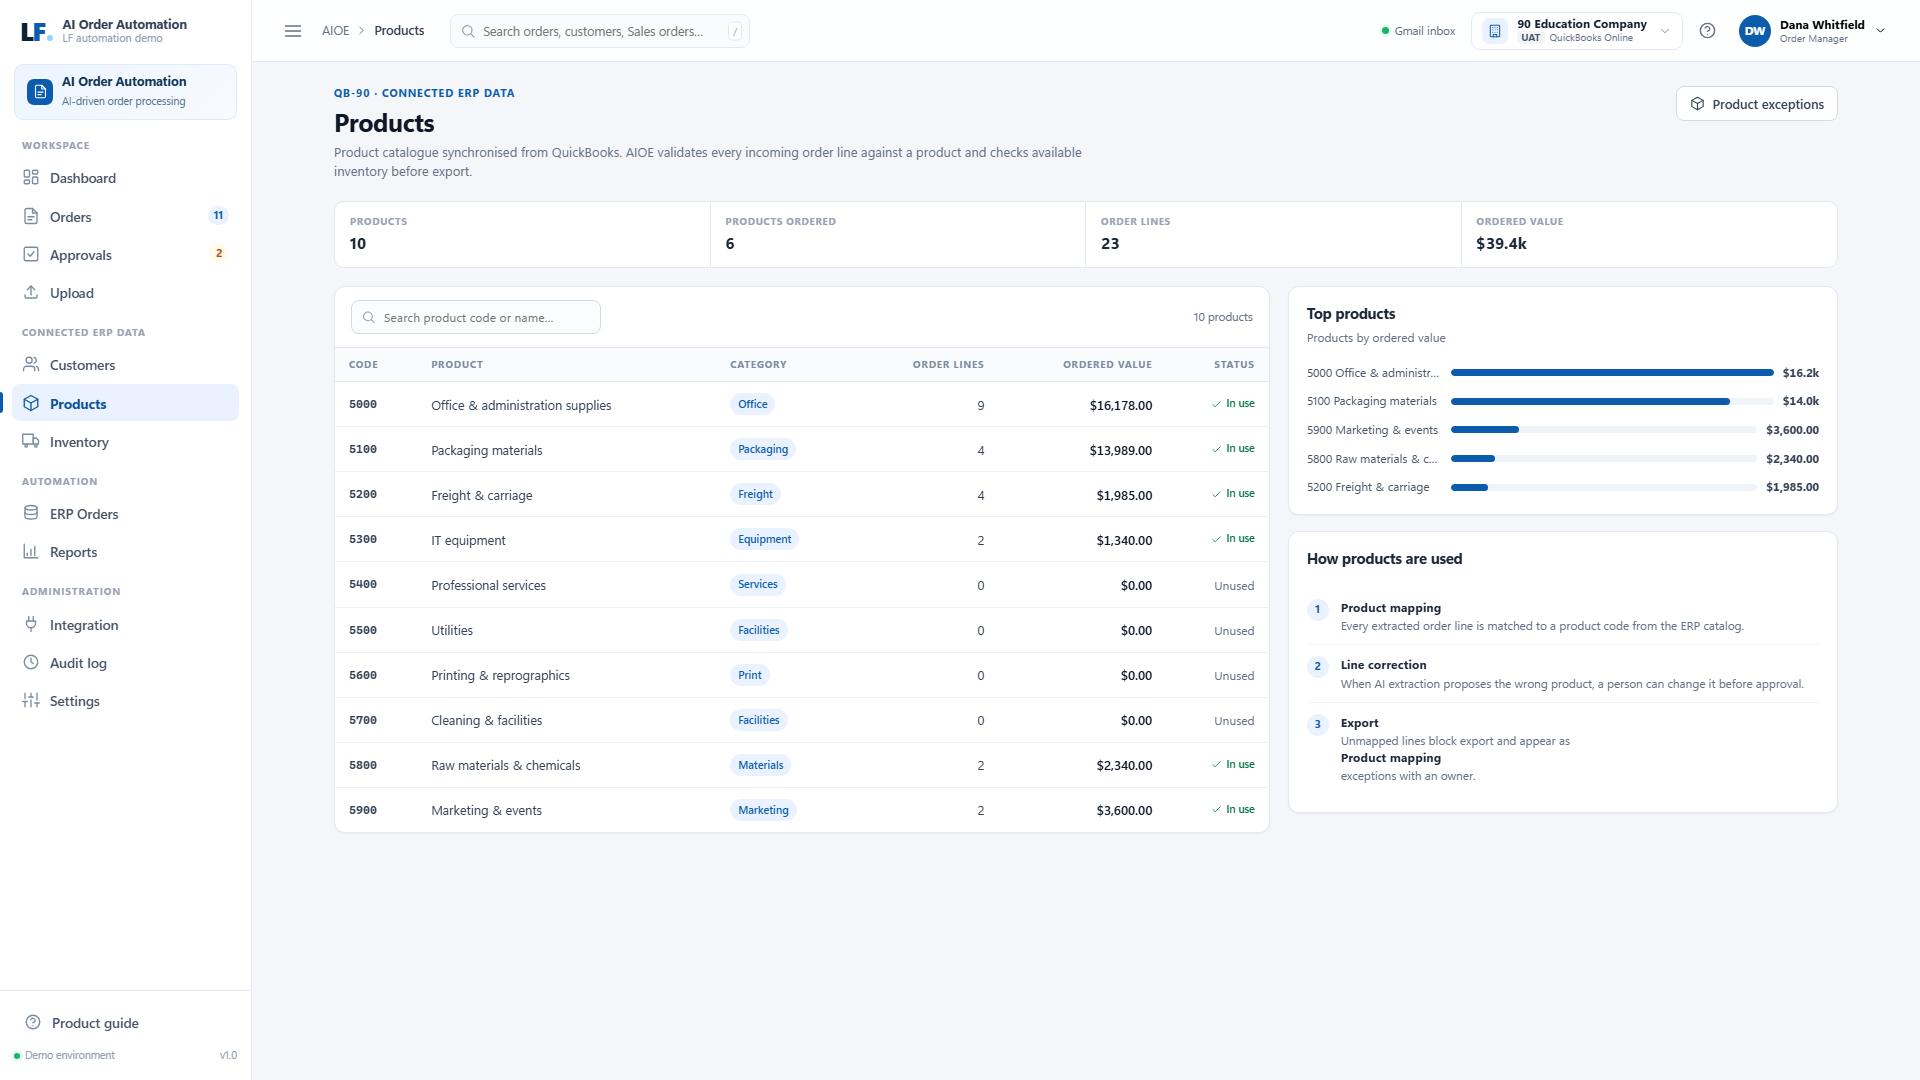 LF.
AI Order Automation
LF automation demo
AI Order Automation
AI-driven order processing
WORKSPACE
Dashboard
Orders 11
Approvals 2
Upload
CONNECTED ERP DATA
Customers
Products
Inventory
AUTOMATION
ERP Orders
Reports
ADMINISTRATION
Integration
Audit log
Settings
Product guide
Demo environment v1.0
AIOE > Products
Search orders, customers, Sales orders... /
Gmail inbox
90 Education Company
UAT QuickBooks Online
DW
Dana Whitfield
Order Manager
QB-90 · CONNECTED ERP DATA
Products
Product catalogue synchronised from QuickBooks. AIOE validates every incoming order line against a product and checks available
inventory before export.
Product exceptions
PRODUCTS
10
PRODUCTS ORDERED
6
ORDER LINES
23
ORDERED VALUE
$39.4k
Search product code or name...
10 products
CODE PRODUCT CATEGORY ORDER LINES ORDERED VALUE STATUS
5000 Office & administration supplies Office 9 $16,178.00 In use
5100 Packaging materials Packaging 4 $13,989.00 In use
5200 Freight & carriage Freight 4 $1,985.00 In use
5300 IT equipment Equipment 2 $1,340.00 In use
5400 Professional services Services 0 $0.00 Unused
5500 Utilities Facilities 0 $0.00 Unused
5600 Printing & reprographics Print 0 $0.00 Unused
5700 Cleaning & facilities Facilities 0 $0.00 Unused
5800 Raw materials & chemicals Materials 2 $2,340.00 In use
5900 Marketing & events Marketing 2 $3,600.00 In use
Top products
Products by ordered value
5000 Office & administr... $16.2k
5100 Packaging materials $14.0k
5900 Marketing & events $3,600.00
5800 Raw materials & c... $2,340.00
5200 Freight & carriage $1,985.00
How products are used
1 Product mapping
Every extracted order line is matched to a product code from the ERP catalog.
2 Line correction
When AI extraction proposes the wrong product, a person can change it before approval.
3 Export
Unmapped lines block export and appear as
Product mapping
exceptions with an owner.